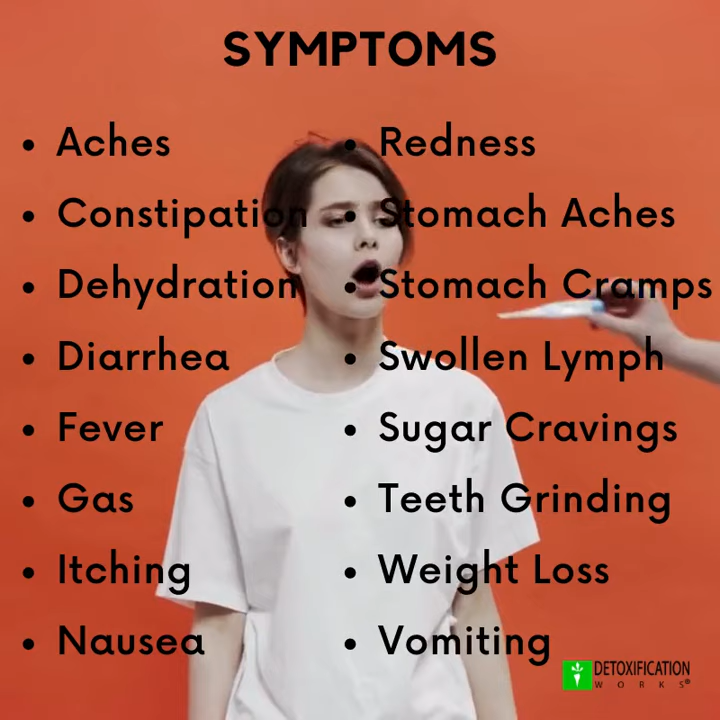 SYMPTOMS
• Aches
• Constipation
• Dehydration
• Diarrhea
• Fever
• Gas
• Itching
• Nausea
• Redness
• Stomach Aches
• Stomach Cramps
• Swollen Lymph
• Sugar Cravings
• Teeth Grinding
• Weight Loss
• Vomiting
DETOXIFICATION
WORKS®